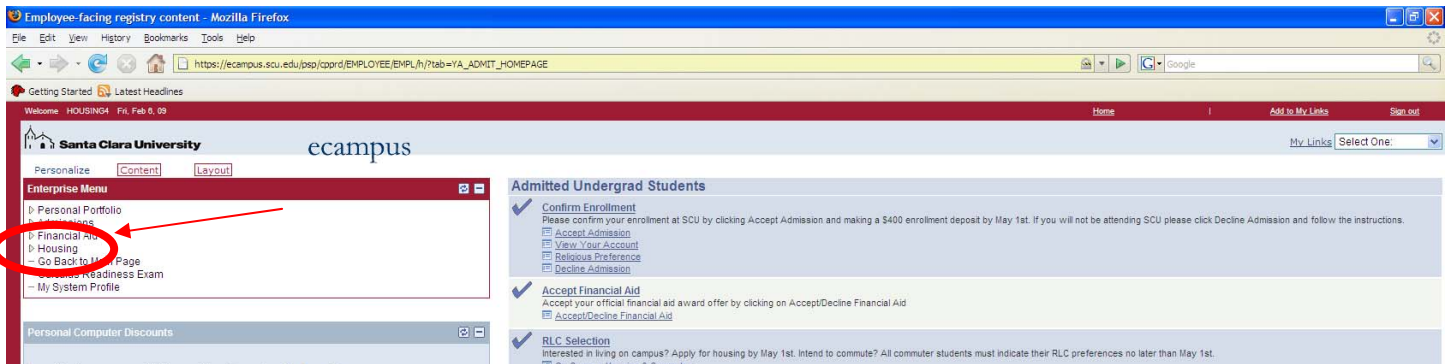 Employee-facing registry content - Mozilla Firefox
File Edit View History Bookmarks Tools Help
https://ecampus.scu.edu/psp/cpprd/EMPLOYEE/EMPL/h/?tab=YA_ADMIT_HOMEPAGE
G Google
Getting Started Latest Headlines
Welcome HOUSING4 Fri, Feb 6, 09 Home | Add to My Links Sign out
Santa Clara University ecampus My Links Select One:
Personalize Content Layout
Enterprise Menu
Personal Portfolio
Admissions
Financial Aid
Housing
Go Back to Main Page
Readiness Exam
My System Profile
Personal Computer Discounts
Admitted Undergrad Students
Confirm Enrollment
Please confirm your enrollment at SCU by clicking Accept Admission and making a $400 enrollment deposit by May 1st. If you will not be attending SCU please click Decline Admission and follow the instructions.
Accept Admission
View Your Account
Religious Preference
Decline Admission
Accept Financial Aid
Accept your official financial aid award offer by clicking on Accept/Decline Financial Aid
Accept/Decline Financial Aid
RLC Selection
Interested in living on campus? Apply for housing by May 1st. Intend to commute? All commuter students must indicate their RLC preferences no later than May 1st.